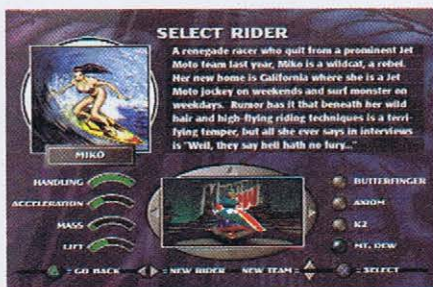 SELECT RIDER
A renegade racer who quit from a prominent Jet
Moto team last year, Miko is a wildcat, a rebel.
Her new home is California where she is a Jet
Moto jockey on weekends and surf monster on
weekdays. Rumor has it that beneath her wild
hair and high-flying riding techniques is a terri-
fying temper, but all she ever says in interviews
is "Well, they say hell hath no fury..."
MIKO
HANDLING
ACCELERATION
MASS
LIFT
BUTTERFINGER
AXIOM
K2
MT. DEW
= GO BACK
= NEW RIDER
NEW TEAM =
= SELECT